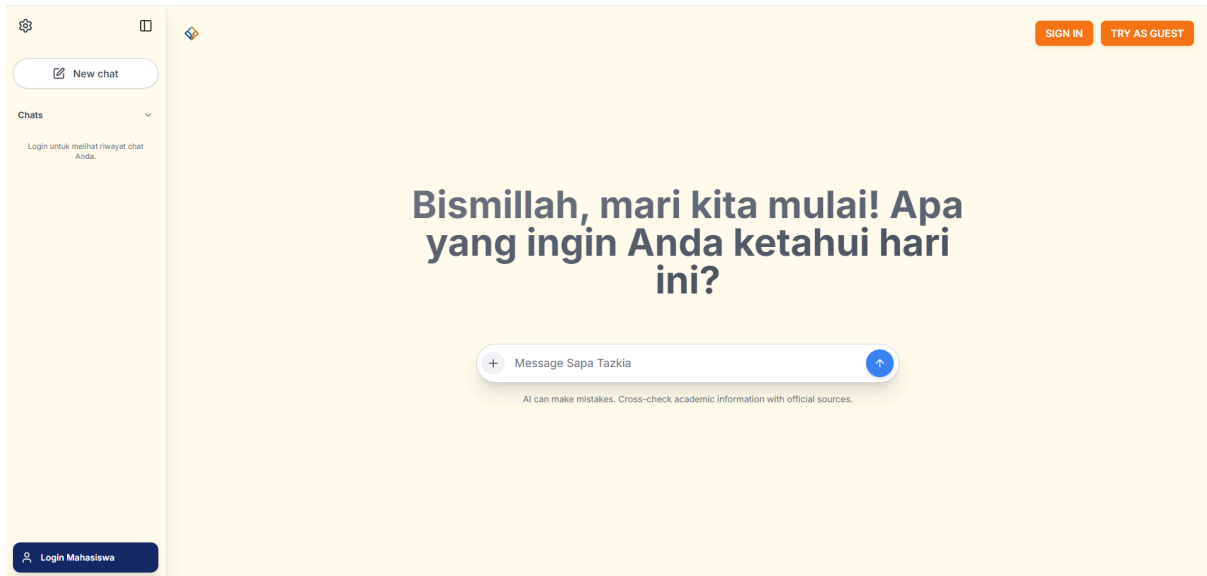 New chat
Chats
Login untuk melihat riwayat chat
Anda.
Login Mahasiswa
SIGN IN
TRY AS GUEST
Bismillah, mari kita mulai! Apa
yang ingin Anda ketahui hari
ini?
Message Sapa Tazkia
AI can make mistakes. Cross-check academic information with official sources.